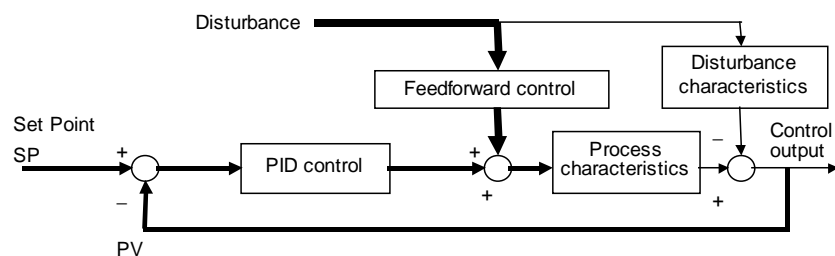 Disturbance
Feedforward control
Disturbance
characteristics
Set Point
SP
+
−
PID control
+
+
Process
characteristics
−
+
Control
output
PV